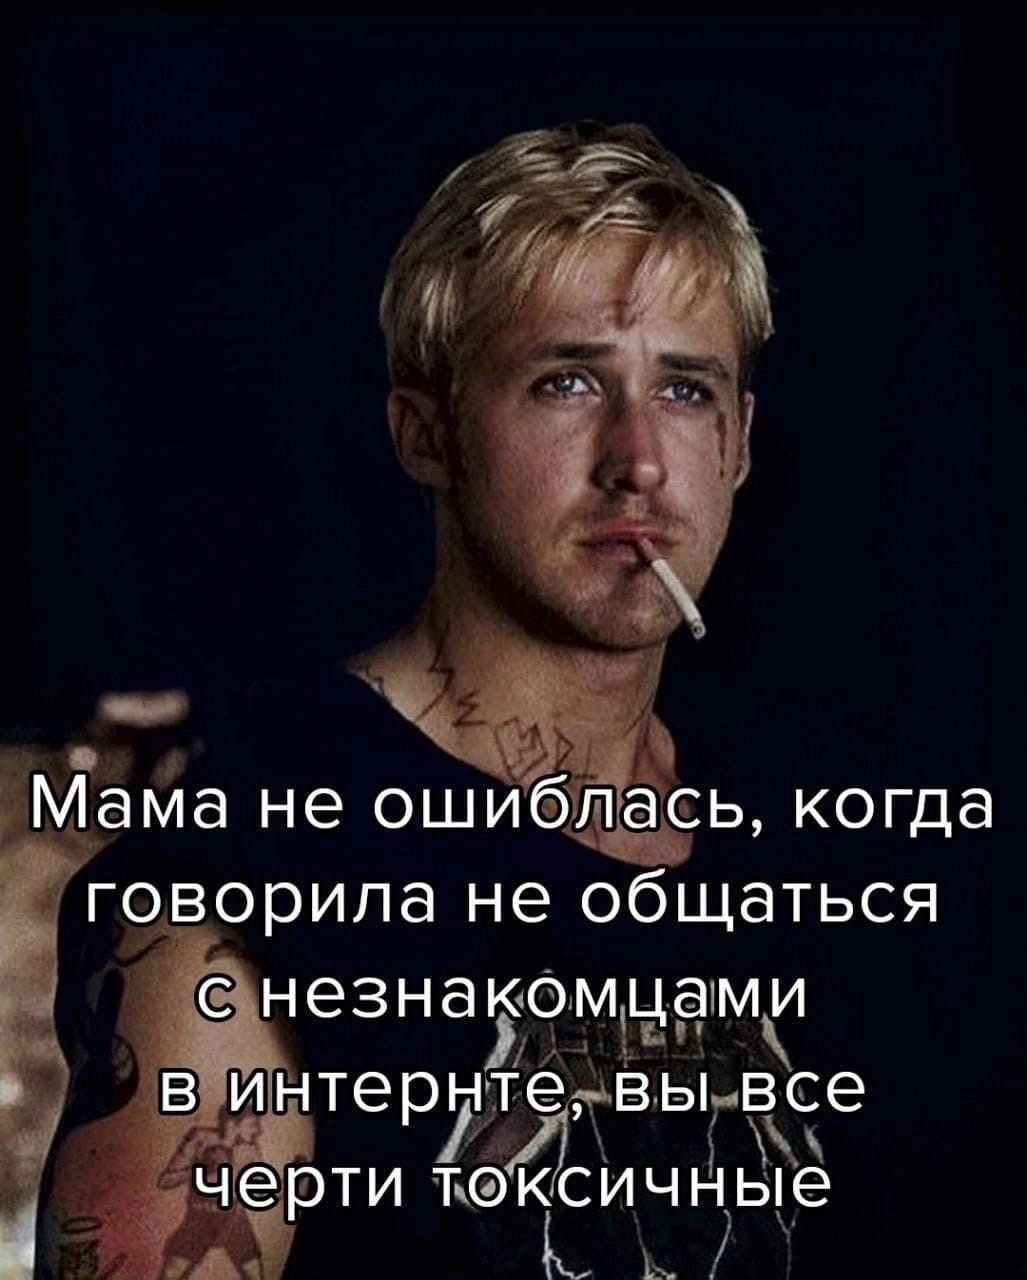 Мама не ошиблась, когда
говорила не общаться
с незнакомцами
в интернте, вы все
черти токсичные